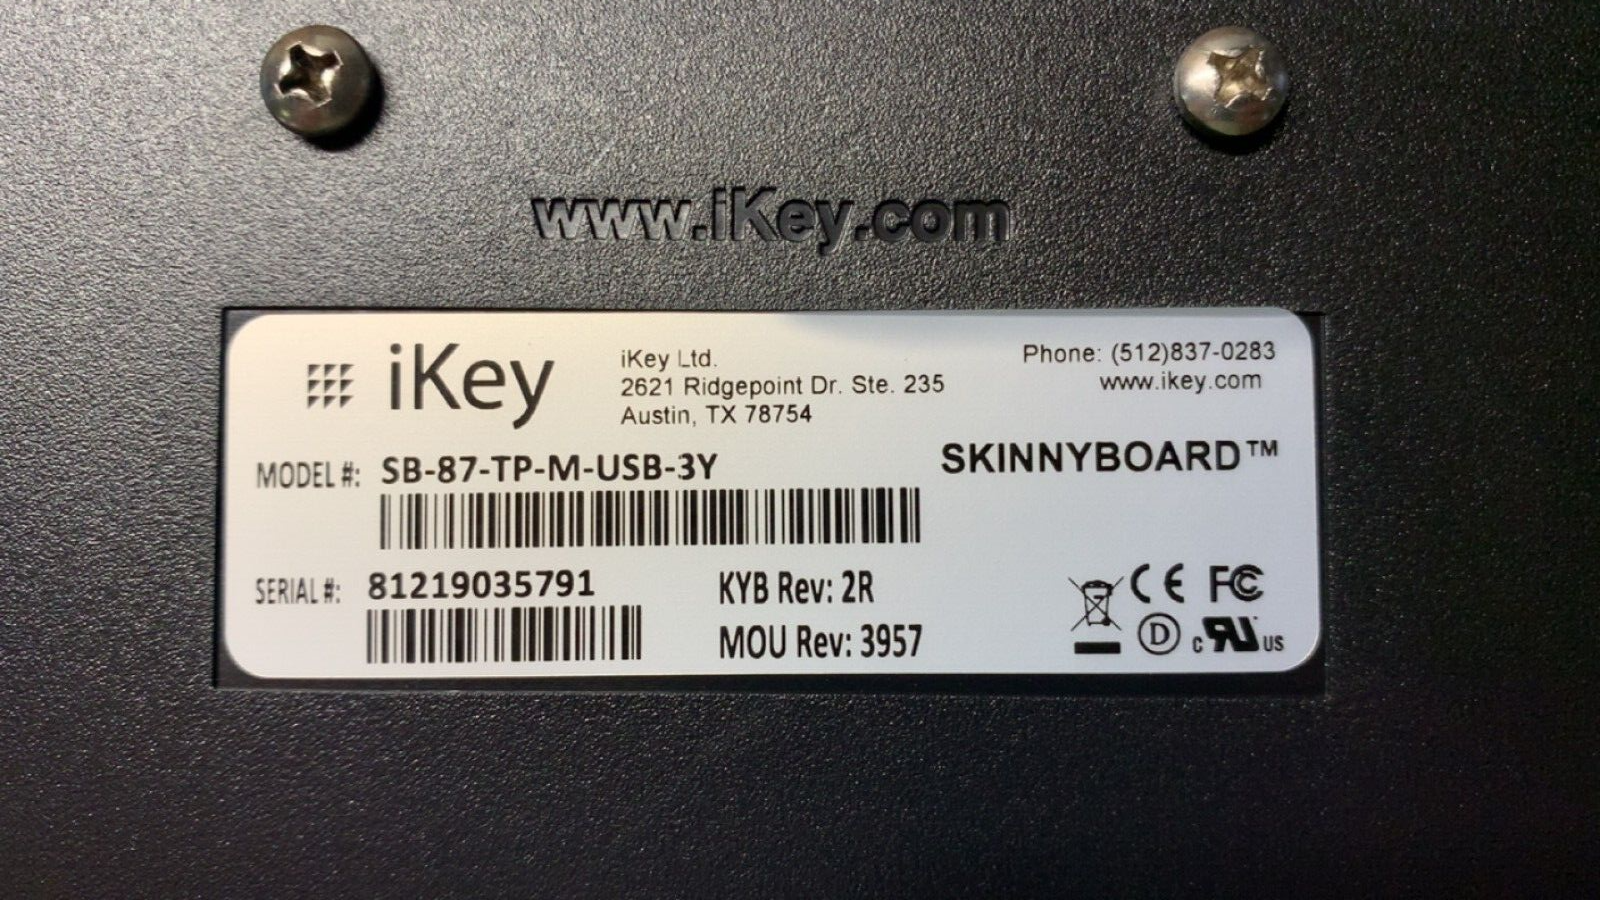 www.iKey.com
iKey
iKey Ltd.
2621 Ridgepoint Dr. Ste. 235
Austin, TX 78754
Phone: (512)837-0283
www.ikey.com
MODEL #: SB-87-TP-M-USB-3Y
SKINNYBOARD™
SERIAL #: 81219035791
KYB Rev: 2R
MOU Rev: 3957
CE FC
D c RU US